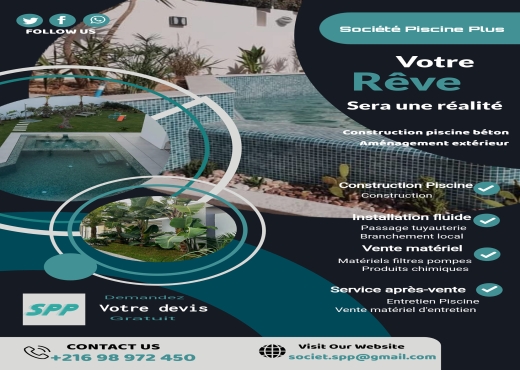 FOLLOW US
Société Piscine Plus
Votre
Rêve
Sera une réalité
Construction piscine béton
Aménagement extérieur
Construction Piscine
Construction
Installation fluide
Passage tuyauterie
Branchement local
Vente matériel
Matériels filtres pompes
Produits chimiques
Service après-vente
Entretien Piscine
Vente matériel d'entretien
SPP
Demandez
Votre devis
Gratuit
CONTACT US
+216 98 972 450
Visit Our Website
societ.spp@gmail.com